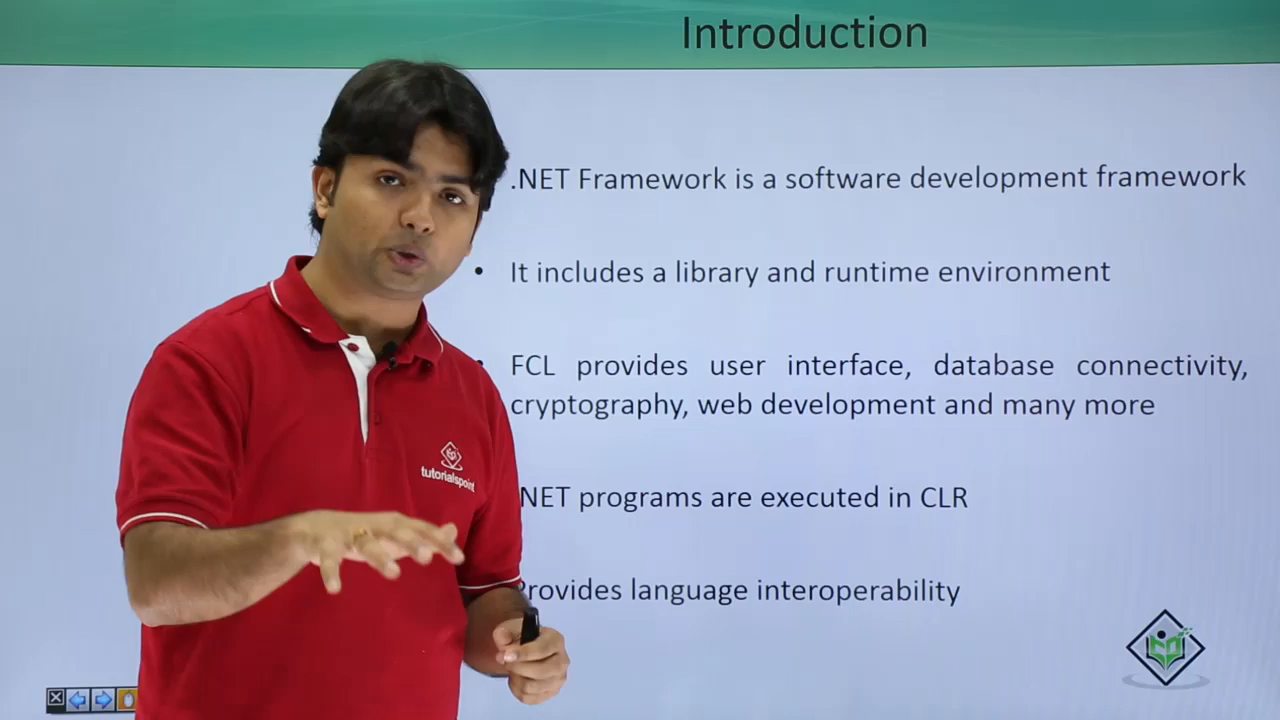 Introduction
.NET Framework is a software development framework
• It includes a library and runtime environment
FCL provides user interface, database connectivity,
cryptography, web development and many more
NET programs are executed in CLR
Provides language interoperability
tutorialspoint